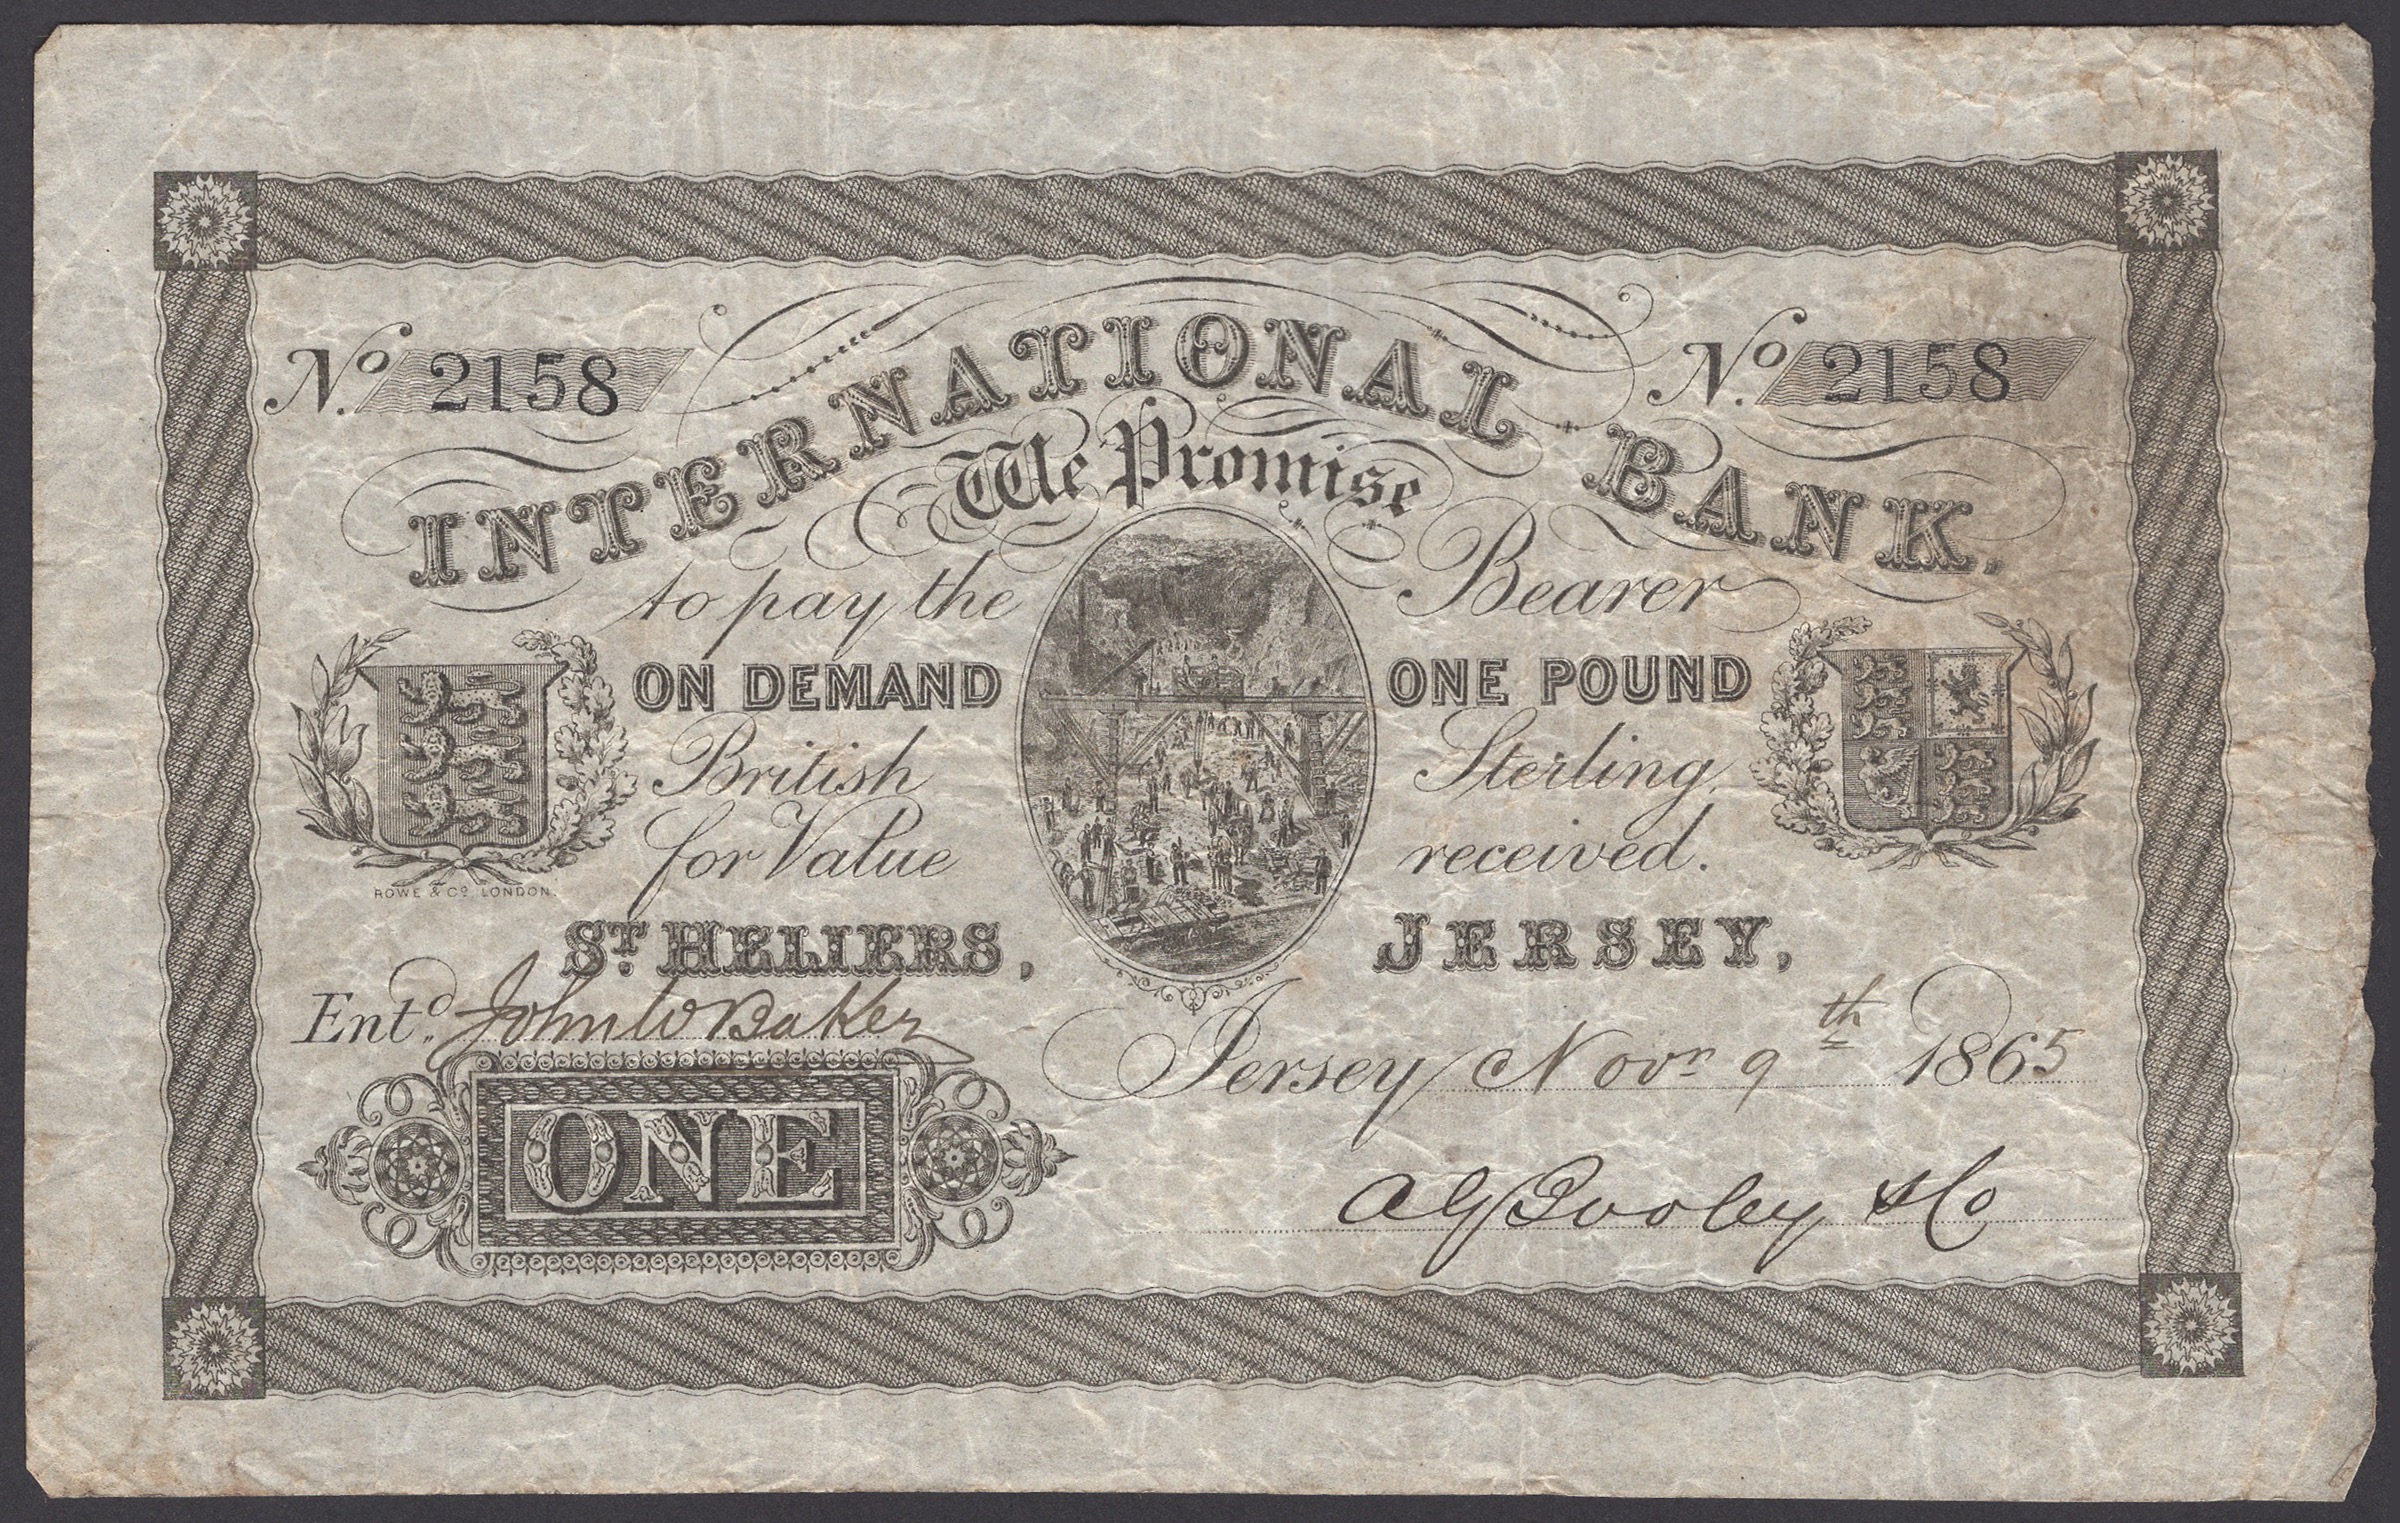 No. 2158 No. 2158
INTERNATIONAL BANK,
We Promise
to pay the Bearer
ON DEMAND ONE POUND
British Sterling,
for Value received.
ROWE & Co. LONDON.
ST. HELIERS, JERSEY,
Entd. John W Baker
Jersey Novr 9th 1865
ONE
& Co